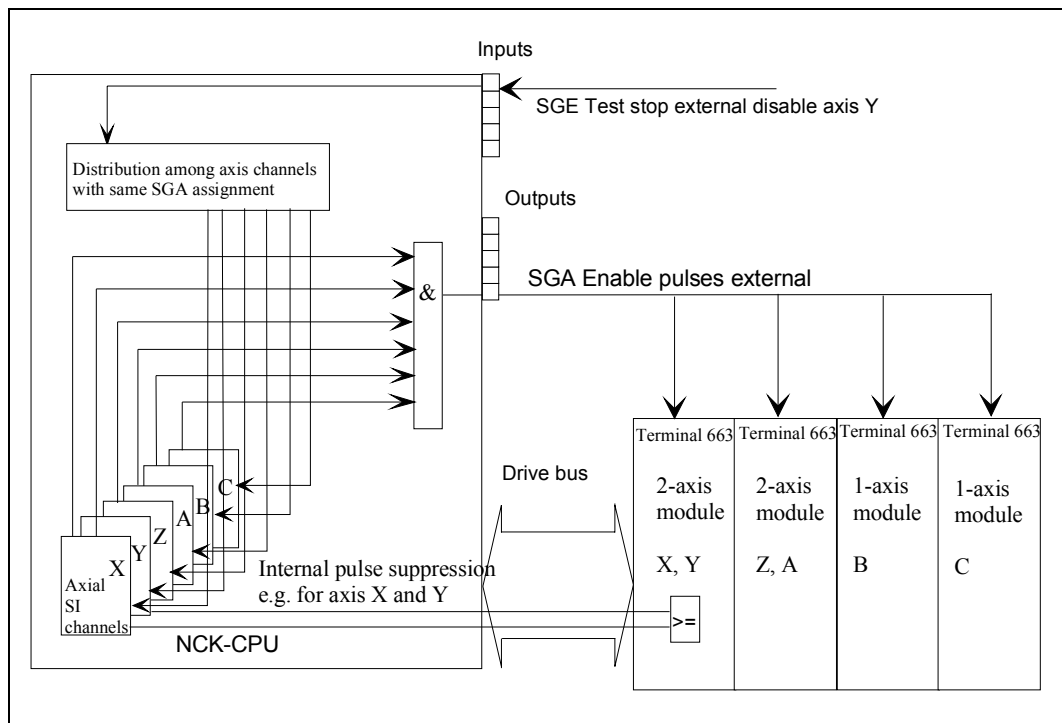 Inputs
SGE Test stop external disable axis Y
Distribution among axis channels
with same SGA assignment
Outputs
&
SGA Enable pulses external
Terminal 663
Terminal 663
Terminal 663
Terminal 663
Drive bus
2-axis
module
X, Y
2-axis
module
Z, A
1-axis
module
B
1-axis
module
C
C
B
A
Z
Y
X
Axial
SI
channels
Internal pulse suppression
e.g. for axis X and Y
>=
NCK-CPU